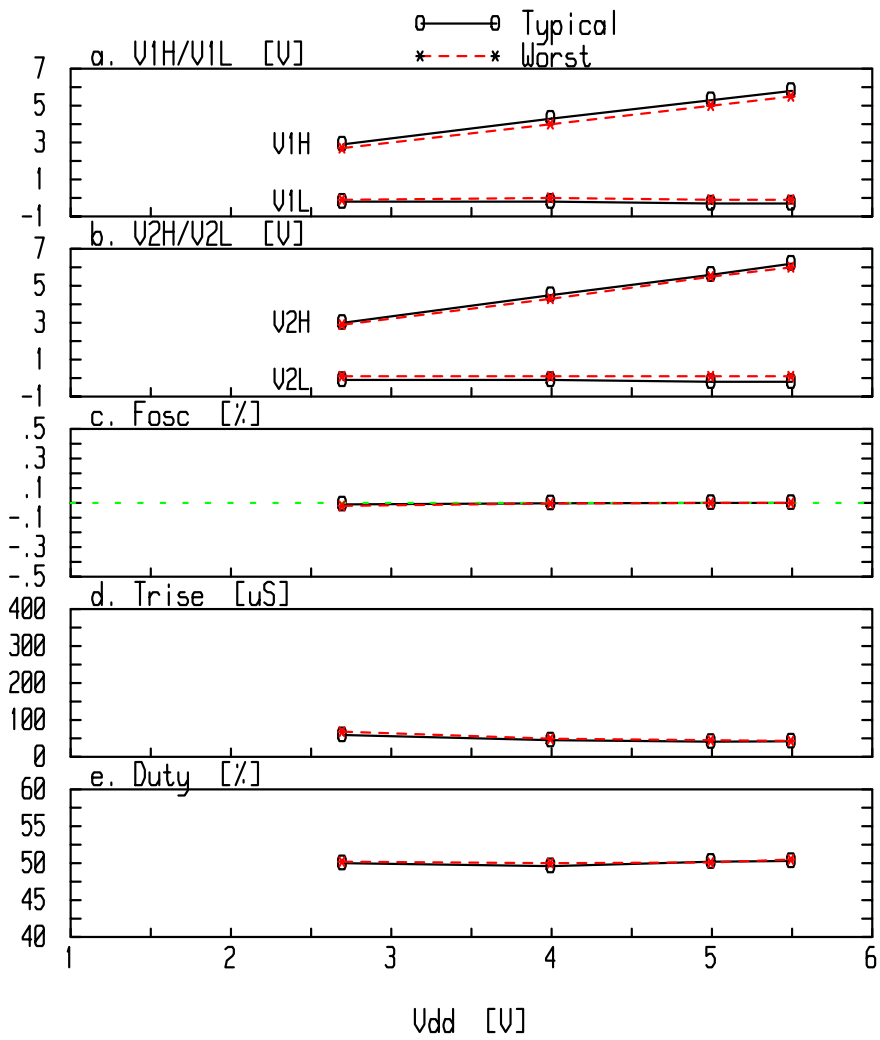 Typical
Worst
a. V1H/V1L [V]
7
5
3
1
-1
V1H
V1L
b. V2H/V2L [V]
7
5
3
1
-1
V2H
V2L
c. Fosc [%]
.5
.3
.1
-.1
-.3
-.5
d. Trise [uS]
400
300
200
100
0
e. Duty [%]
60
55
50
45
40
1 2 3 4 5 6
Vdd [V]